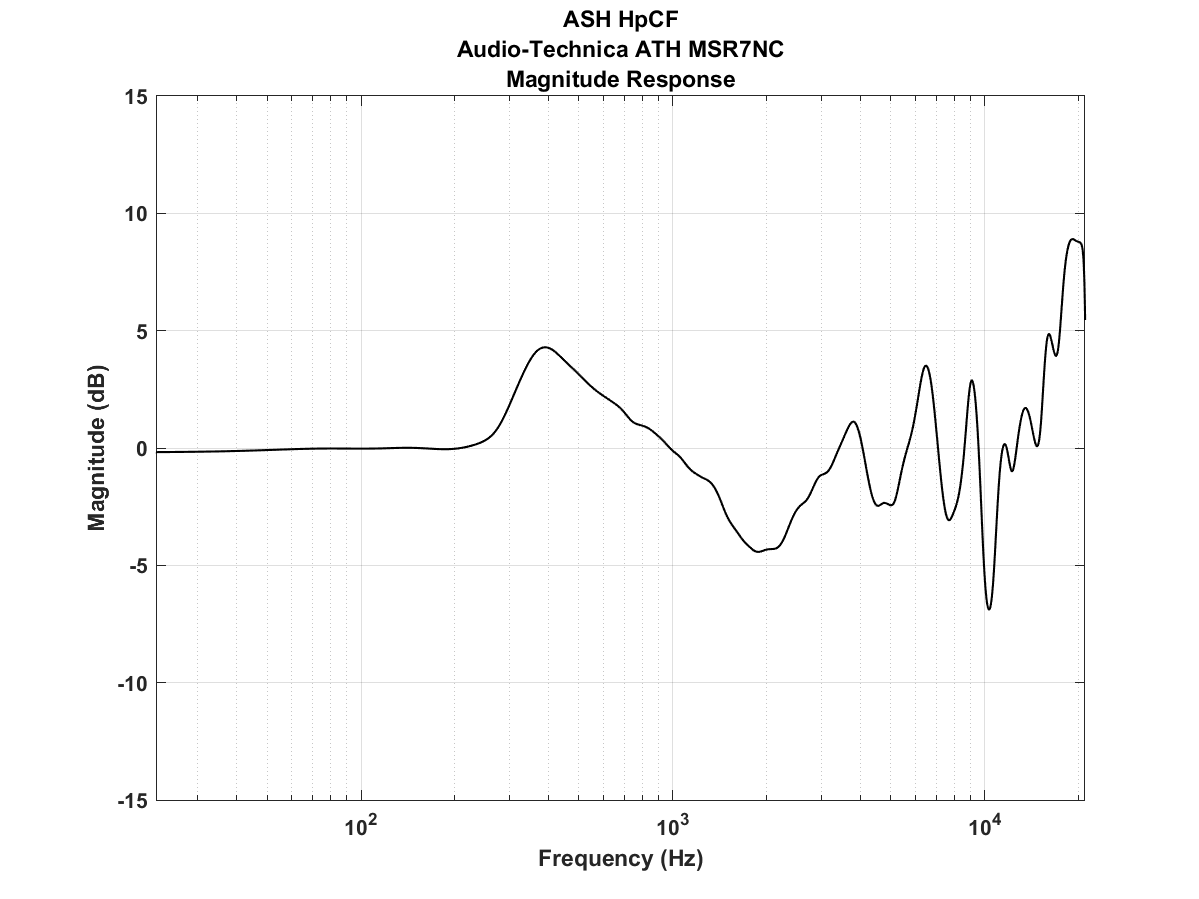 ASH HpCF
Audio-Technica ATH MSR7NC
Magnitude Response
15
10
5
0
-5
-10
-15
Magnitude (dB)
10²
10³
10⁴
Frequency (Hz)